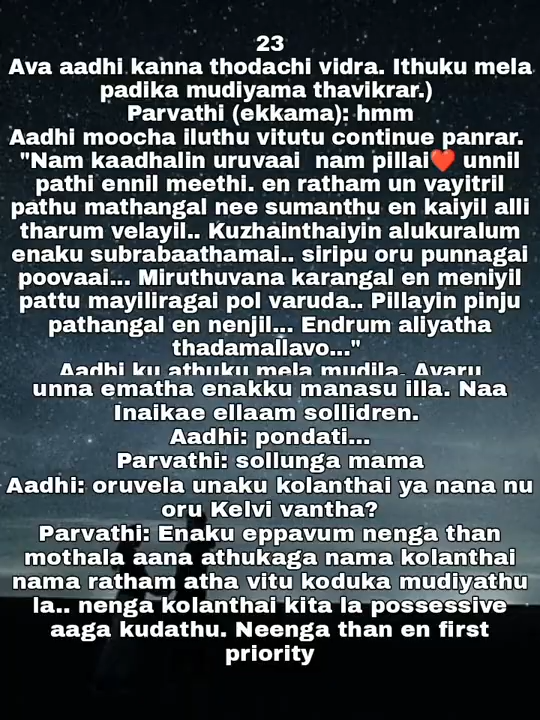 23
Ava aadhi kanna thodachi vidra. Ithuku mela
padika mudiyama thavikrar.)
Parvathi (ekkama): hmm
Aadhi moocha iluthu vitutu continue panrar.
"Nam kaadhalin uruvaai nam pillai❤️ unnil
pathi ennil meethi. en ratham un vayitril
pathu mathangal nee sumanthu en kaiyil alli
tharum velayil.. Kuzhainthaiyin alukuralum
enaku subrabaathamai.. siripu oru punnagai
poovaai... Miruthuvana karangal en meniyil
pattu mayiliragai pol varuda.. Pillayin pinju
pathangal en nenjil... Endrum aliyatha
thadamallavo..."
Aadhi ku athuku mela mudila. Avaru
unna ematha enakku manasu illa. Naa
Inaikae ellaam sollidren.
Aadhi: pondati...
Parvathi: sollunga mama
Aadhi: oruvela unaku kolanthai ya nana nu
oru Kelvi vantha?
Parvathi: Enaku eppavum nenga than
mothala aana athukaga nama kolanthai
nama ratham atha vitu koduka mudiyathu
la.. nenga kolanthai kita la possessive
aaga kudathu. Neenga than en first
priority